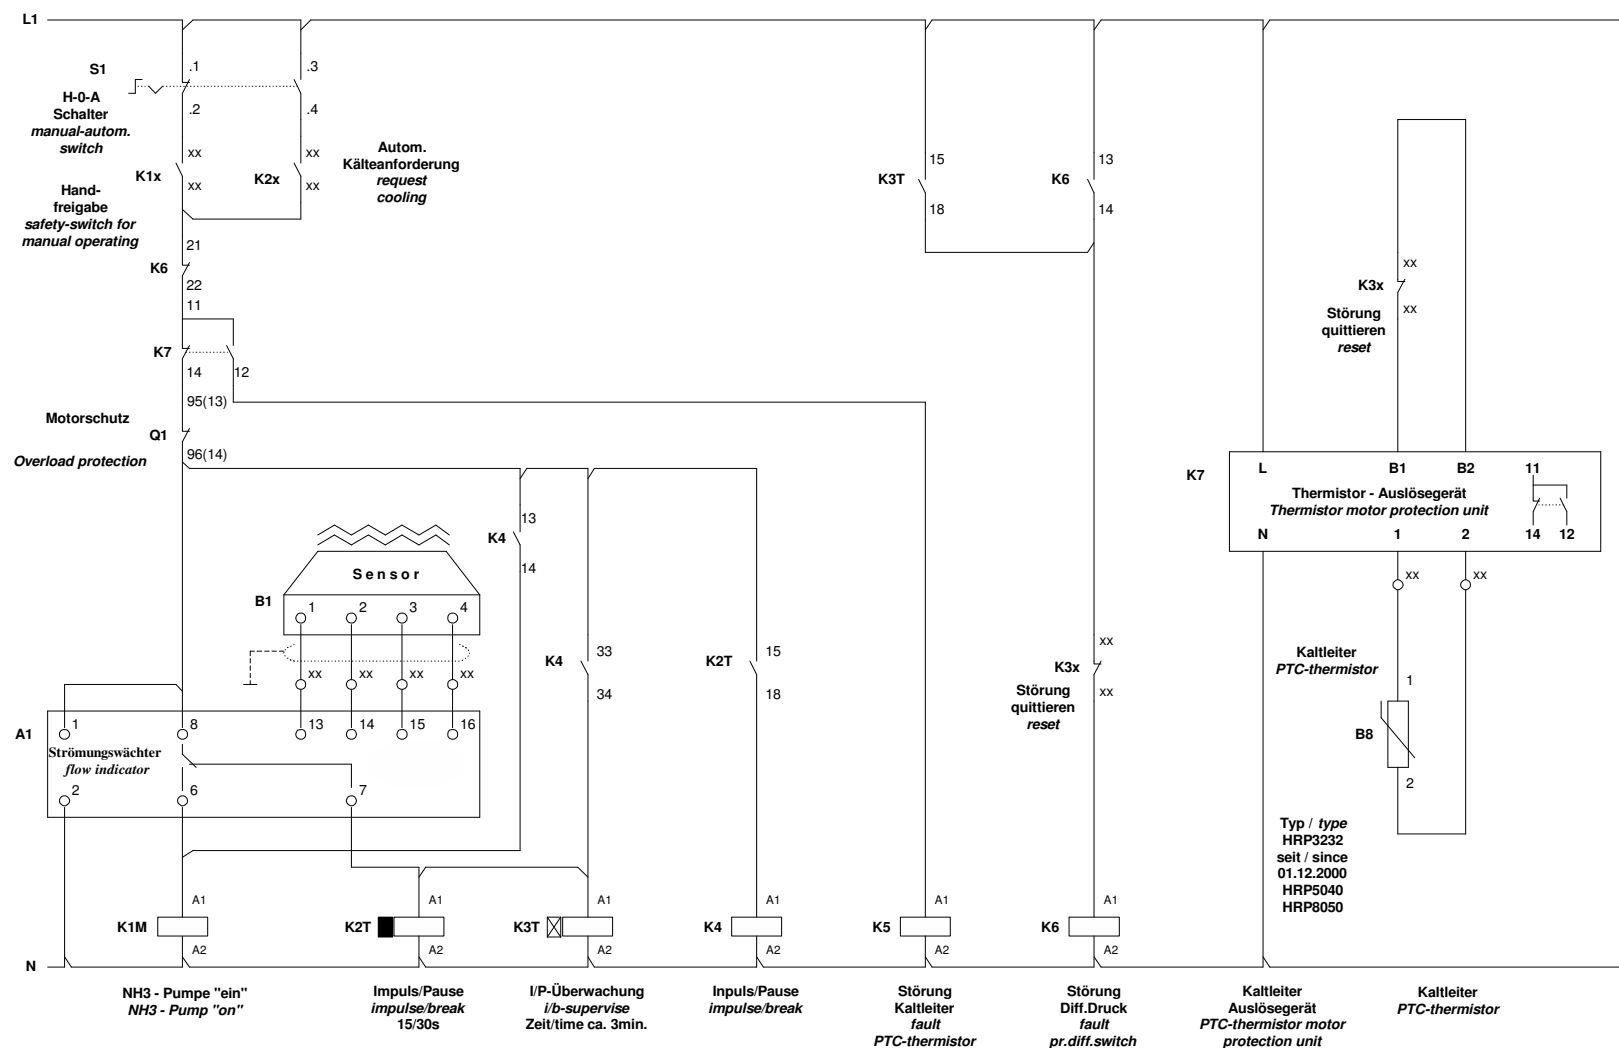 L1
S1
.1
.3
H-0-A
Schalter
manual-autom.
switch
.2
.4
xx
xx
K1x
K2x
xx
xx
Autom.
Kälteanforderung
request
cooling
Hand-
freigabe
safety-switch for
manual operating
21
K6
22
11
K7
14
12
95(13)
Motorschutz
Q1
Overload protection
96(14)
15
K3T
18
13
K6
14
xx
K3x
xx
Störung
quittieren
reset
K7
L
B1
B2
11
Thermistor - Auslösegerät
Thermistor motor protection unit
N
1
2
14
12
xx
xx
13
K4
14
Sensor
B1
1
2
3
4
xx
xx
xx
xx
33
K4
34
15
K2T
18
xx
K3x
xx
Störung
quittieren
reset
Kaltleiter
PTC-thermistor
1
B8
2
A1
1
8
13
14
15
16
Strömungswächter
flow indicator
2
6
7
Typ / type
HRP3232
seit / since
01.12.2000
HRP5040
HRP8050
A1
A1
A1
A1
A1
A1
K1M
K2T
K3T
K4
K5
K6
A2
A2
A2
A2
A2
A2
N
NH3 - Pumpe "ein"
NH3 - Pump "on"
Impuls/Pause
impulse/break
15/30s
I/P-Überwachung
i/b-supervise
Zeit/time ca. 3min.
Inpuls/Pause
impulse/break
Störung
Kaltleiter
fault
PTC-thermistor
Störung
Diff.Druck
fault
pr.diff.switch
Kaltleiter
Auslösegerät
PTC-thermistor motor
protection unit
Kaltleiter
PTC-thermistor